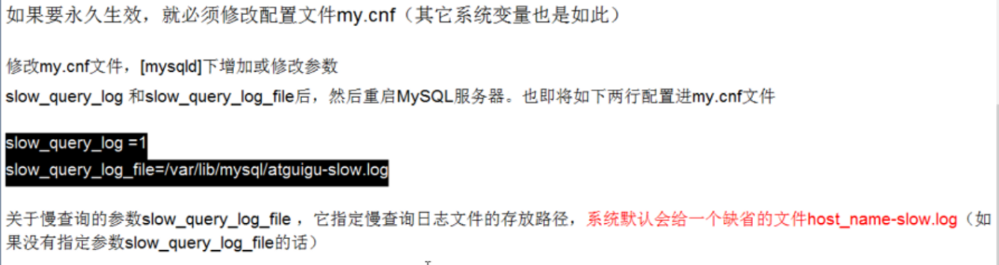 如果要永久生效，就必须修改配置文件my.cnf（其它系统变量也是如此）
修改my.cnf文件，[mysqld]下增加或修改参数
slow_query_log 和slow_query_log_file后，然后重启MySQL服务器。也即将如下两行配置进my.cnf文件
slow_query_log =1
slow_query_log_file=/var/lib/mysql/atguigu-slow.log
关于慢查询的参数slow_query_log_file ，它指定慢查询日志文件的存放路径，系统默认会给一个缺省的文件host_name-slow.log（如
果没有指定参数slow_query_log_file的话）